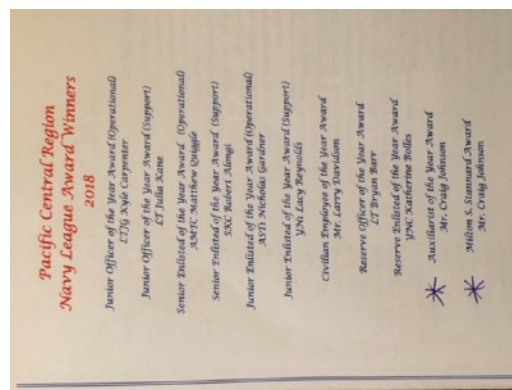 Pacific Central Region
Navy League Award Winners
2018
Junior Officer of the Year Award (Operational)
LTJG Kyle Carpenter
Junior Officer of the Year Award (Support)
LT Julia Kane
Senior Enlisted of the Year Award (Operational)
AMTC Matthew Quiggle
Senior Enlisted of the Year Award (Support)
SKC Robert Alongi
Junior Enlisted of the Year Award (Operational)
AST1 Nicholas Gardner
Junior Enlisted of the Year Award (Support)
YN1 Lucy Reynolds
Civilian Employee of the Year Award
Mr. Larry Davidson
Reserve Officer of the Year Award
LT Bryan Barr
Reserve Enlisted of the Year Award
YNC Katherine Bolles
Auxiliarist of the Year Award
Mr. Craig Johnson
Milton S. Stannard Award
Mr. Craig Johnson